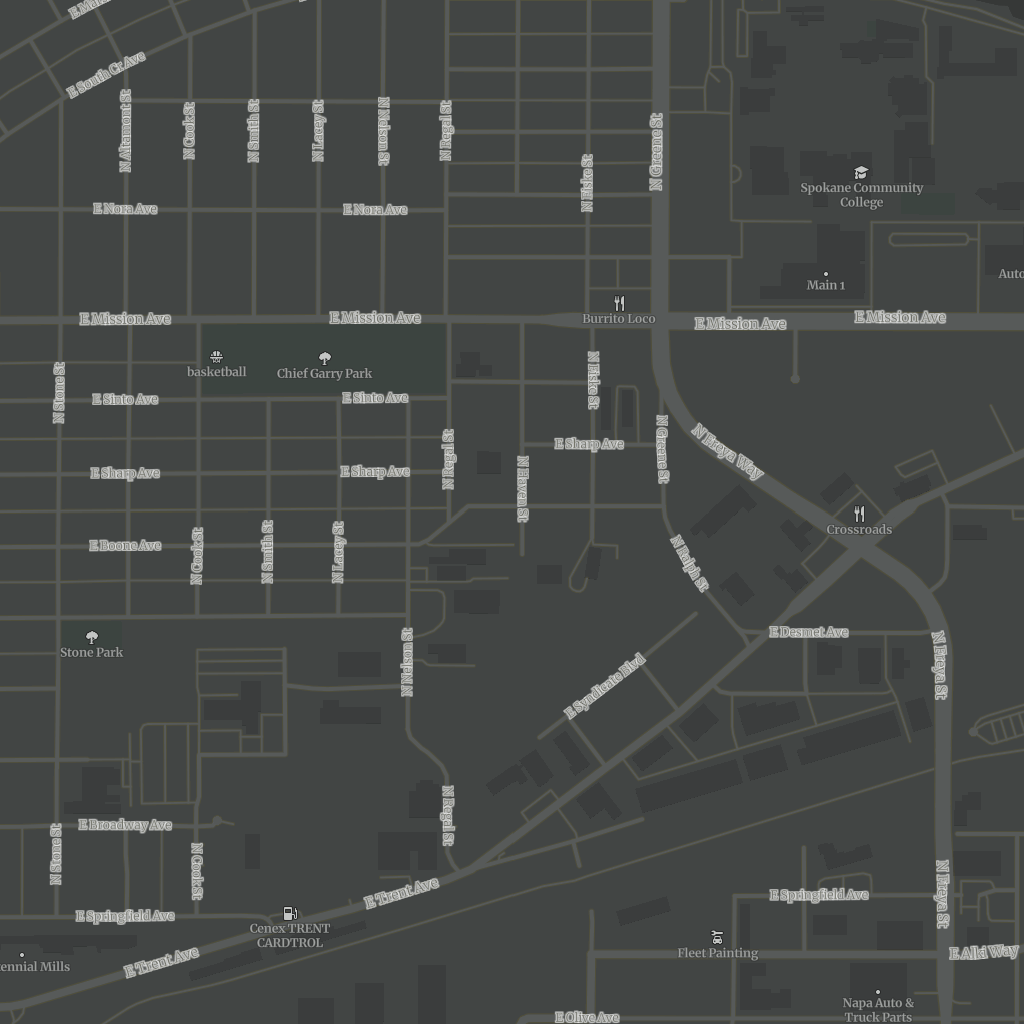 E South Cr Ave
N Altamont St
N Cook St
N Smith St
N Lacey St
N Nelson St
N Regal St
N Fiske St
N Greene St
Spokane Community
College
E Nora Ave
E Nora Ave
Main 1
Auto
E Mission Ave
E Mission Ave
Burrito Loco
E Mission Ave
E Mission Ave
basketball
Chief Garry Park
N Stone St
E Sinto Ave
E Sinto Ave
N Fiske St
N Greene St
E Sharp Ave
N Freya Way
E Sharp Ave
E Sharp Ave
N Regal St
N Haven St
Crossroads
E Boone Ave
N Cook St
N Smith St
N Lacey St
N Ralph St
E Desmet Ave
Stone Park
N Nelson St
E Syndicate Blvd
N Freya St
N Regal St
E Broadway Ave
N Stone St
N Cook St
E Springfield Ave
E Trent Ave
E Springfield Ave
N Freya St
Cenex TRENT
CARDTROL
E Trent Ave
ennial Mills
Fleet Painting
E Alki Way
Napa Auto &
Truck Parts
E Olive Ave